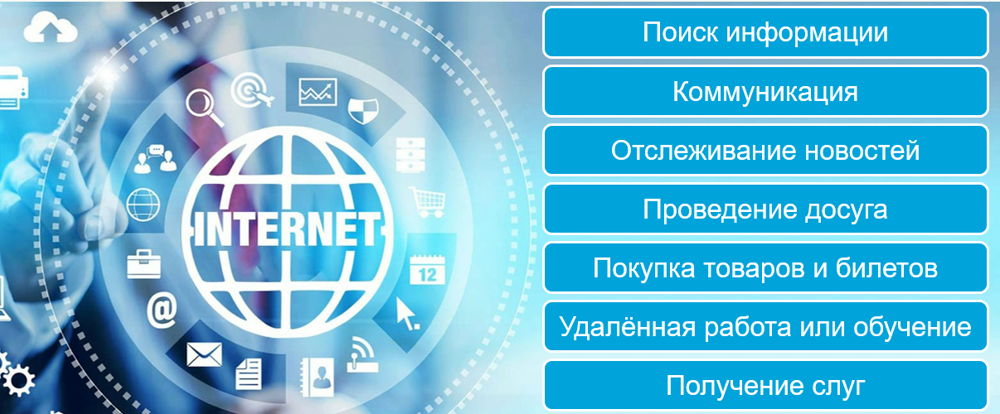 INTERNET
12
@
Поиск информации
Коммуникация
Отслеживание новостей
Проведение досуга
Покупка товаров и билетов
Удалённая работа или обучение
Получение слуг